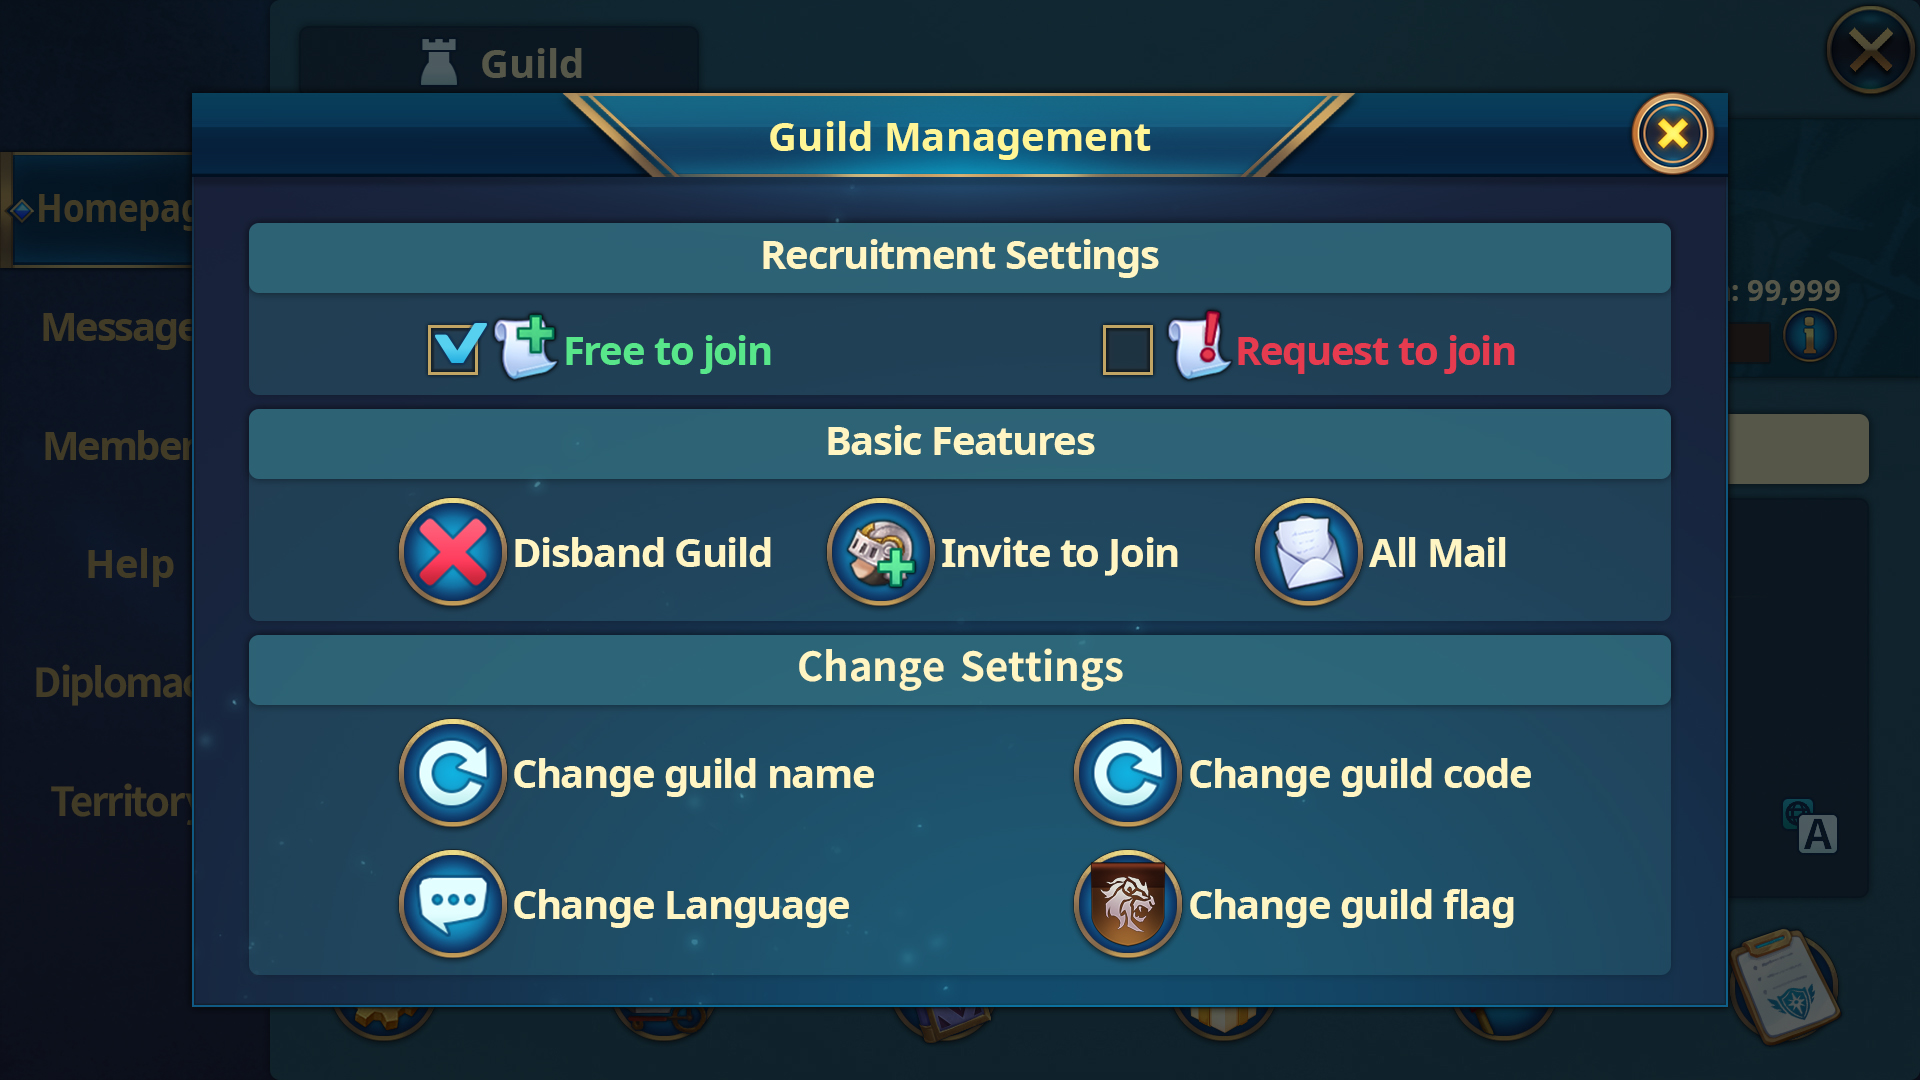 Guild
Guild Management
Homepag
Recruitment Settings
: 99,999
Message
Free to join
Request to join
Basic Features
Member
Disband Guild
Invite to Join
All Mail
Help
Change Settings
Diplomac
Change guild name
Change guild code
Territory
A
Change Language
Change guild flag